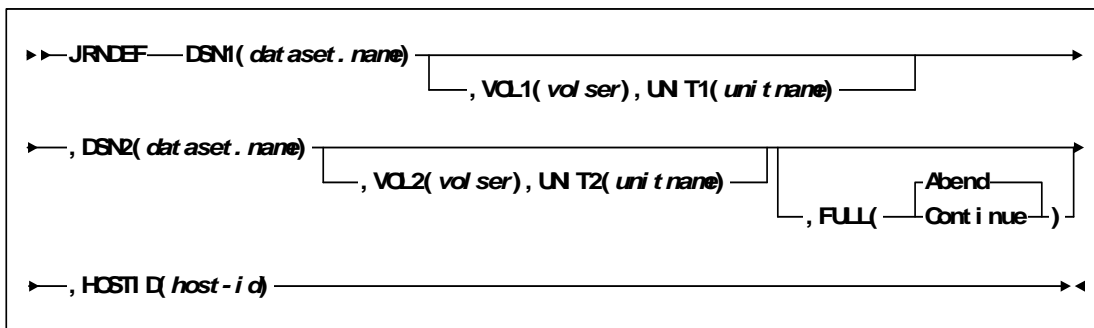 JRNDEF DSN1(dataset.name)
,VOL1(volser),UNIT1(unitname)
,DSN2(dataset.name)
,VOL2(volser),UNIT2(unitname)
,FULL( Abend
Continue )
,HOSTID(host-id)